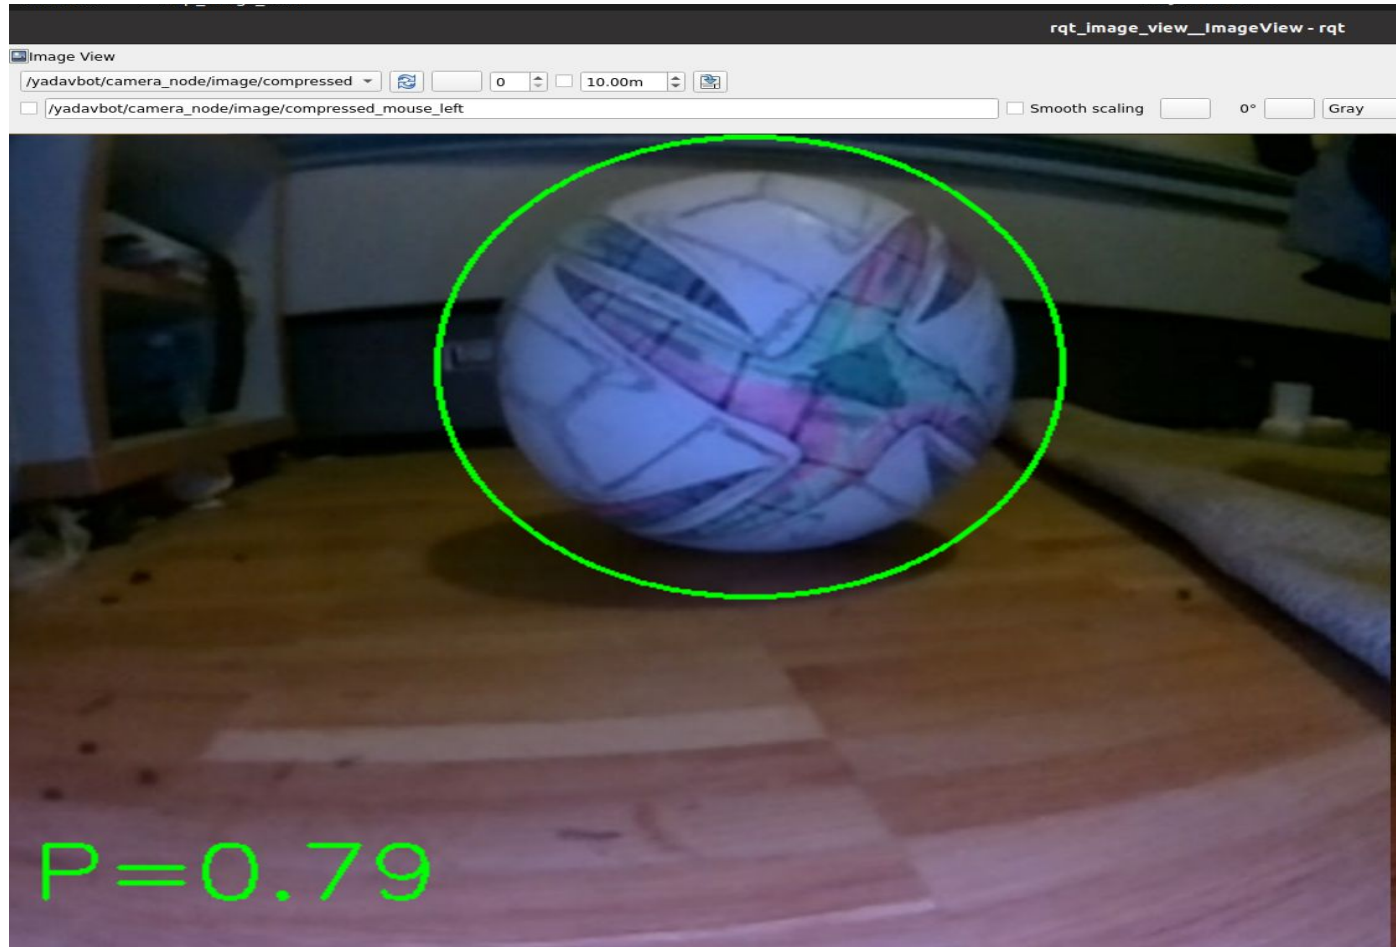 rqt_image_view__ImageView - rqt
Image View
/yadavbot/camera_node/image/compressed 0 10.00m
/yadavbot/camera_node/image/compressed_mouse_left Smooth scaling 0° Gray
P=0.79